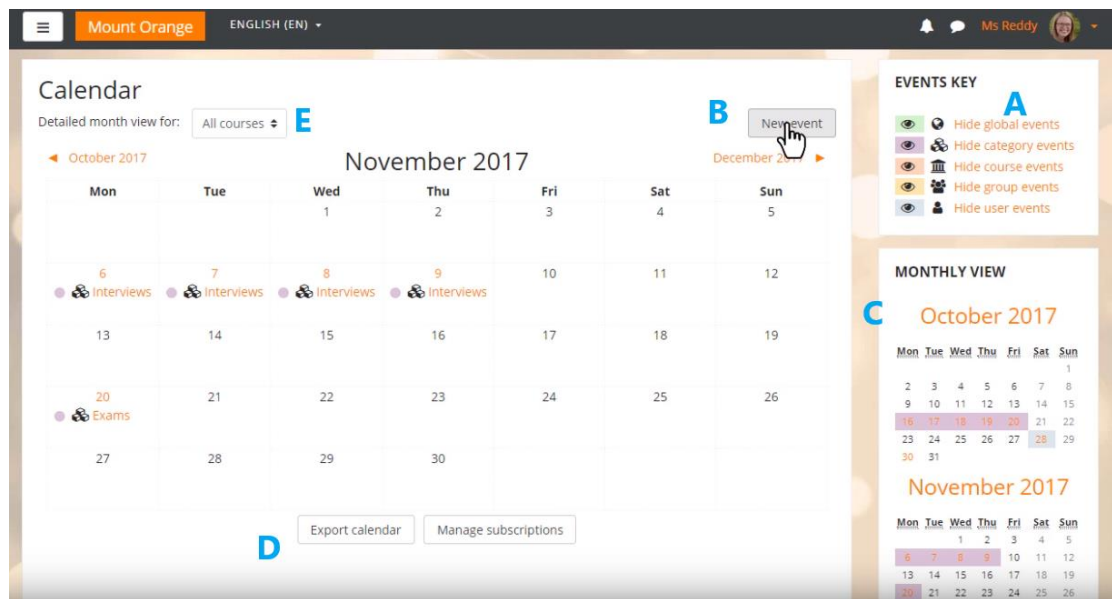 Mount Orange ENGLISH (EN) Ms Reddy
Calendar
Detailed month view for: All courses E
B New event
October 2017 November 2017 December 2017
Mon Tue Wed Thu Fri Sat Sun
1 2 3 4 5
6 7 8 9 10 11 12
Interviews Interviews Interviews Interviews
13 14 15 16 17 18 19
20 21 22 23 24 25 26
Exams
27 28 29 30
D Export calendar Manage subscriptions
EVENTS KEY
A
Hide global events
Hide category events
Hide course events
Hide group events
Hide user events
MONTHLY VIEW
C
October 2017
Mon Tue Wed Thu Fri Sat Sun
1
2 3 4 5 6 7 8
9 10 11 12 13 14 15
16 17 18 19 20 21 22
23 24 25 26 27 28 29
30 31
November 2017
Mon Tue Wed Thu Fri Sat Sun
1 2 3 4 5
6 7 8 9 10 11 12
13 14 15 16 17 18 19
20 21 22 23 24 25 26